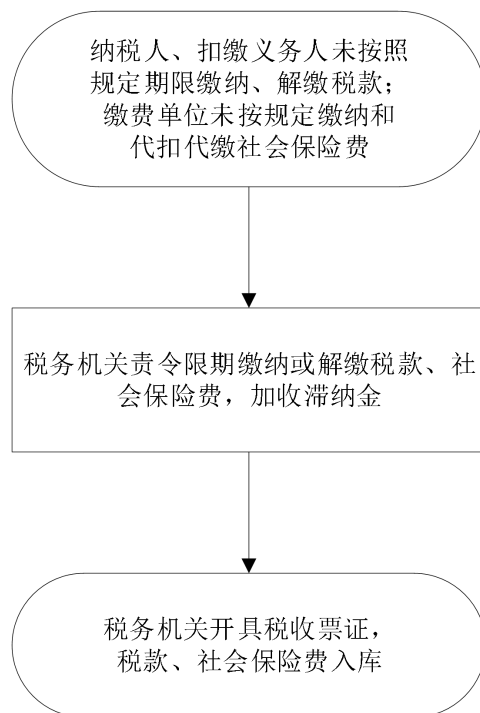 纳税人、扣缴义务人未按照
规定期限缴纳、解缴税款；
缴费单位未按规定缴纳和
代扣代缴社会保险费
税务机关责令限期缴纳或解缴税款、社
会保险费，加收滞纳金
税务机关开具税收票证，
税款、社会保险费入库